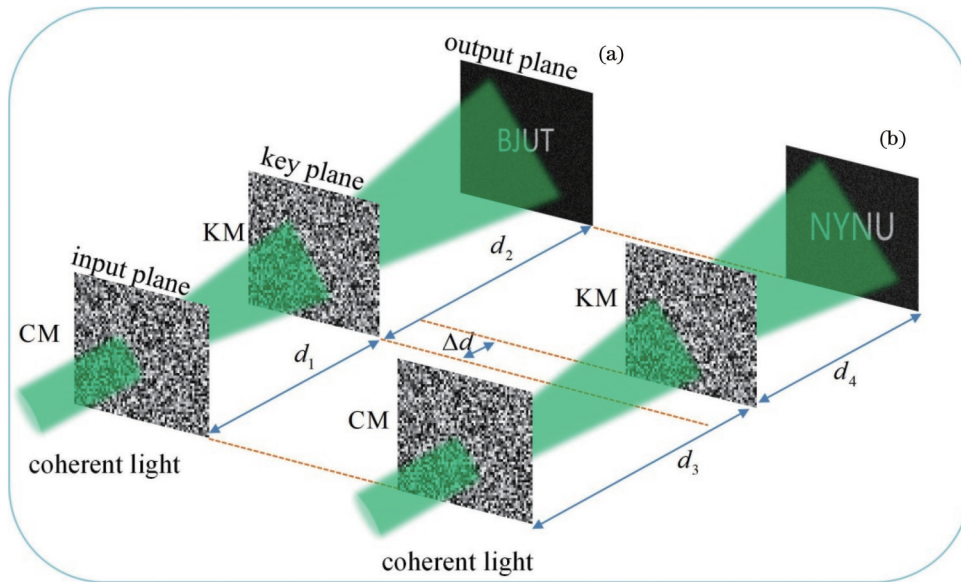 output plane
(a)
BJUT
(b)
key plane
KM
d₂
NYNU
input plane
KM
CM
Δd
d₁
d₄
CM
d₃
coherent light
coherent light